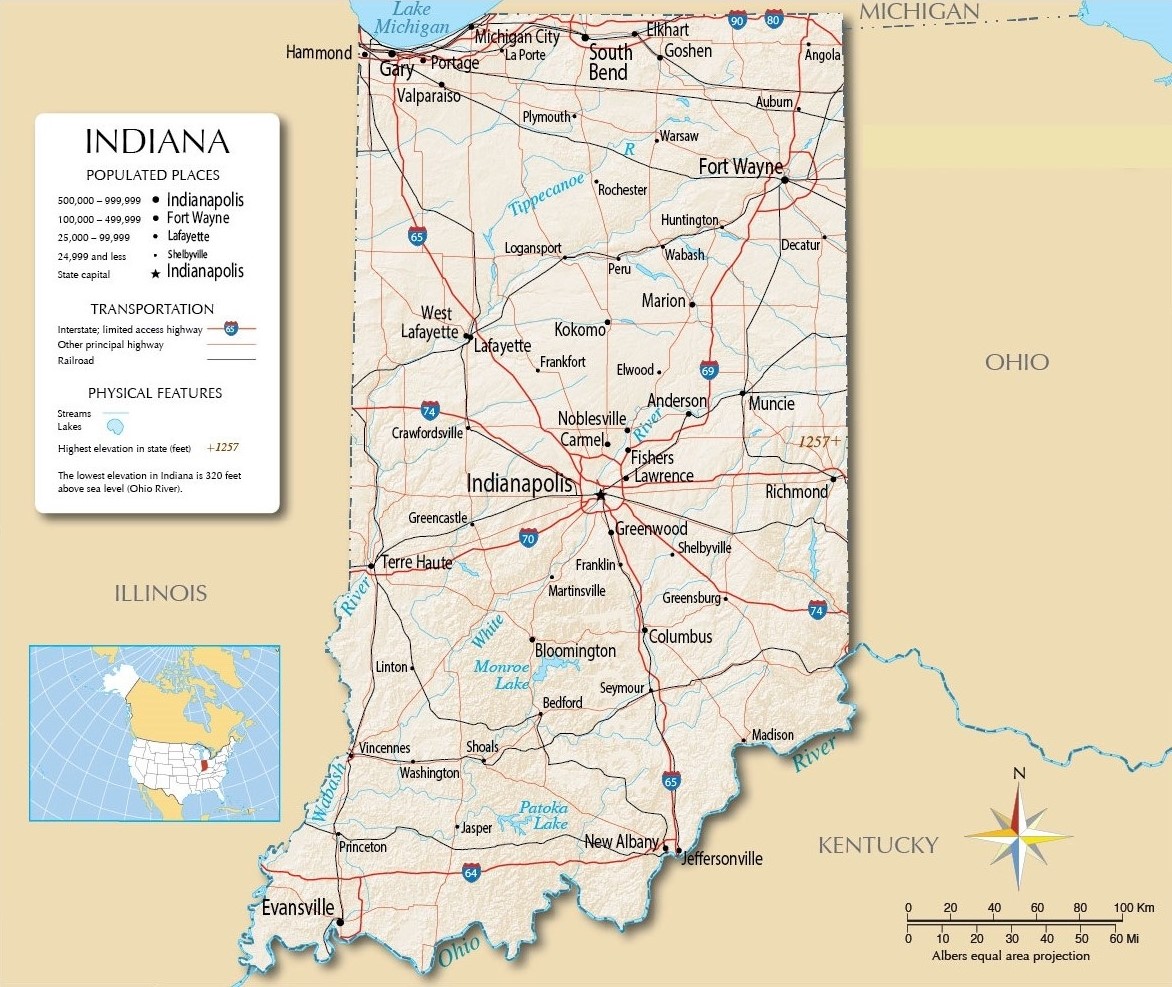 Lake
Michigan
MICHIGAN
90
80
Hammond
Gary
Portage
Michigan City
La Porte
Valparaiso
South
Bend
Elkhart
Goshen
Angola
Auburn
Plymouth
Warsaw
R
Fort Wayne
Tippecanoe
Rochester
Huntington
Decatur
65
Logansport
Peru
Wabash
West
Lafayette
Lafayette
Marion
Kokomo
Frankfort
Elwood
69
Anderson
Muncie
74
Crawfordsville
Noblesville
Carmel
River
Fishers
Lawrence
1257+
Indianapolis
Richmond
Greencastle
70
Greenwood
Shelbyville
Terre Haute
Franklin
Martinsville
Greensburg
74
River
White
Columbus
Bloomington
Monroe
Lake
Linton
Seymour
Bedford
Madison
River
Vincennes
Shoals
Washington
65
Wabash
Patoka
Lake
Jasper
Princeton
New Albany
Jeffersonville
64
Evansville
Ohio
OHIO
ILLINOIS
KENTUCKY
INDIANA
POPULATED PLACES
500,000 – 999,999 Indianapolis
100,000 – 499,999 Fort Wayne
25,000 – 99,999 Lafayette
24,999 and less Shelbyville
State capital Indianapolis
TRANSPORTATION
Interstate; limited access highway 65
Other principal highway
Railroad
PHYSICAL FEATURES
Streams
Lakes
Highest elevation in state (feet) +1257
The lowest elevation in Indiana is 320 feet
above sea level (Ohio River).
N
0 20 40 60 80 100 Km
0 10 20 30 40 50 60 Mi
Albers equal area projection